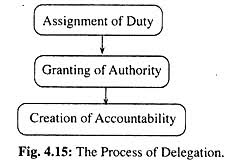 Assignment of Duty
Granting of Authority
Creation of Accountability
Fig. 4.15: The Process of Delegation.